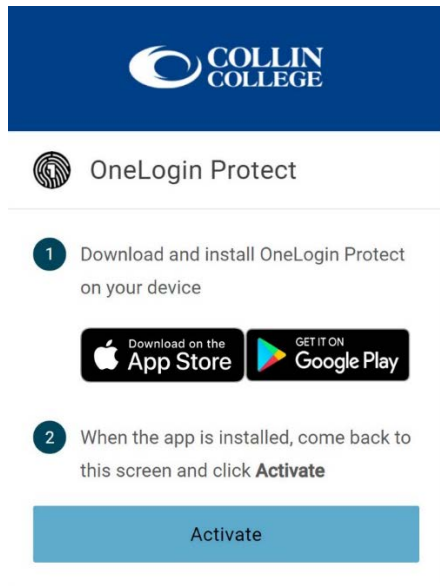 COLLIN
COLLEGE
OneLogin Protect
1 Download and install OneLogin Protect
on your device
Download on the
App Store
GET IT ON
Google Play
2 When the app is installed, come back to
this screen and click Activate
Activate